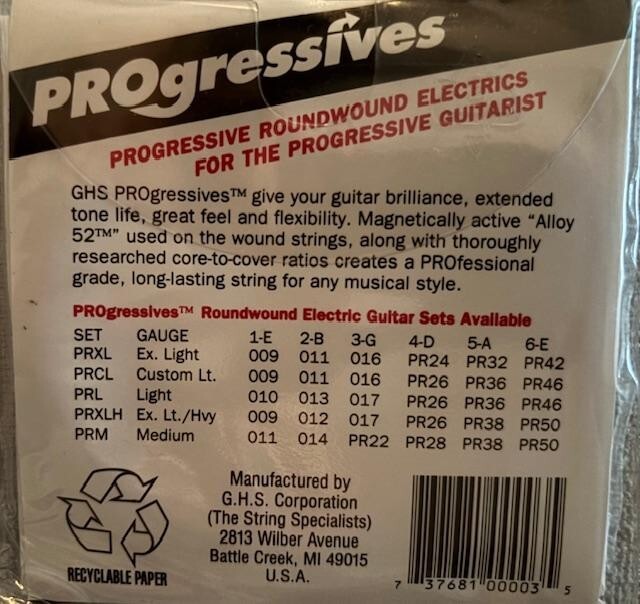 PROgressives
PROGRESSIVE ROUNDWOUND ELECTRICS
FOR THE PROGRESSIVE GUITARIST
GHS PROgressives™ give your guitar brilliance, extended
tone life, great feel and flexibility. Magnetically active “Alloy
52™” used on the wound strings, along with thoroughly
researched core-to-cover ratios creates a PROfessional
grade, long-lasting string for any musical style.
PROgressives™ Roundwound Electric Guitar Sets Available
SET GAUGE 1-E 2-B 3-G 4-D 5-A 6-E
PRXL Ex. Light 009 011 016 PR24 PR32 PR42
PRCL Custom Lt. 009 011 016 PR26 PR36 PR46
PRL Light 010 013 017 PR26 PR36 PR46
PRXLH Ex. Lt./Hvy 009 012 017 PR26 PR38 PR50
PRM Medium 011 014 PR22 PR28 PR38 PR50
Manufactured by
G.H.S. Corporation
(The String Specialists)
2813 Wilber Avenue
Battle Creek, MI 49015
U.S.A.
RECYCLABLE PAPER
7 37681 00003 5